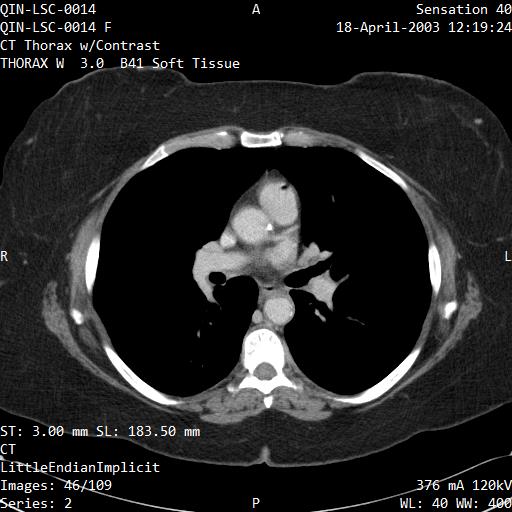 QIN-LSC-0014 A Sensation 40
QIN-LSC-0014 F 18-April-2003 12:19:24
CT Thorax w/Contrast
THORAX W 3.0 B41 Soft Tissue
R L
ST: 3.00 mm SL: 183.50 mm
CT
LittleEndianImplicit
Images: 46/109 376 mA 120kV
Series: 2 P WL: 40 WW: 400